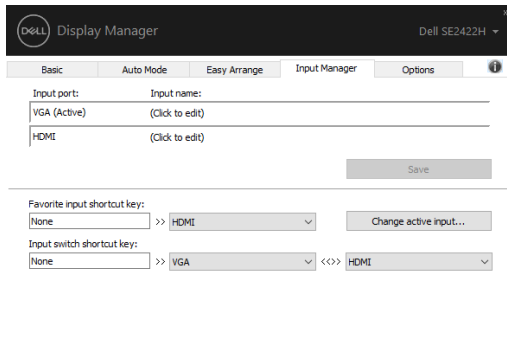 x
DELL Display Manager Dell SE2422H
Basic Auto Mode Easy Arrange Input Manager Options
Input port: Input name:
VGA (Active) (Click to edit)
HDMI (Click to edit)
Save
Favorite input shortcut key:
None >> HDMI Change active input...
Input switch shortcut key:
None >> VGA <<>> HDMI